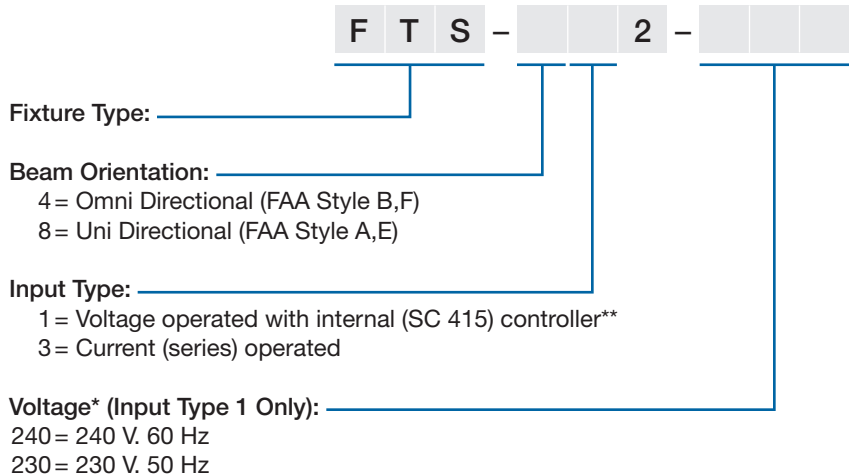 F T S – 2 –
Fixture Type:
Beam Orientation:
4 = Omni Directional (FAA Style B,F)
8 = Uni Directional (FAA Style A,E)
Input Type:
1 = Voltage operated with internal (SC 415) controller**
3 = Current (series) operated
Voltage* (Input Type 1 Only):
240 = 240 V. 60 Hz
230 = 230 V. 50 Hz